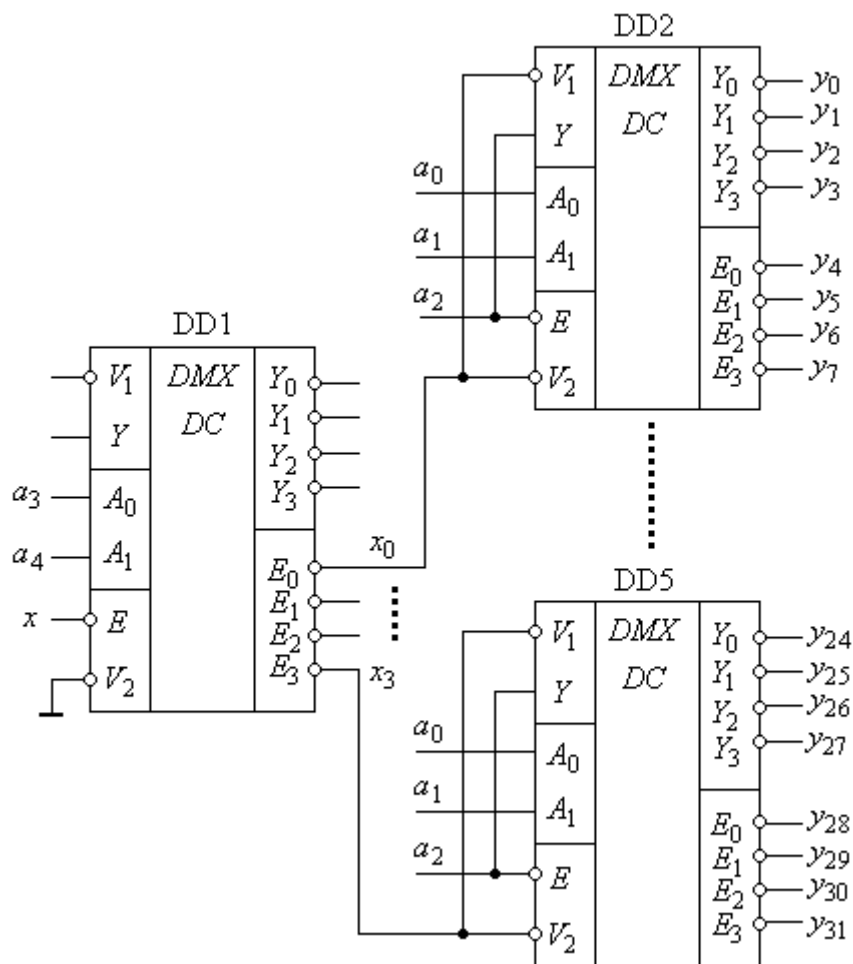 DD2
V₁ DMX Y₀ y₀
Y DC Y₁ y₁
Y₂ y₂
a₀ A₀ Y₃ y₃
a₁ A₁ E₀ y₄
a₂ E E₁ y₅
E₂ y₆
V₂ E₃ y₇
DD1
V₁ DMX Y₀
Y DC Y₁
Y₂
a₃ A₀ Y₃
a₄ A₁ E₀ x₀
x E E₁
E₂
V₂ E₃ x₃
DD5
V₁ DMX Y₀ y₂₄
Y DC Y₁ y₂₅
Y₂ y₂₆
a₀ A₀ Y₃ y₂₇
a₁ A₁ E₀ y₂₈
a₂ E E₁ y₂₉
E₂ y₃₀
V₂ E₃ y₃₁